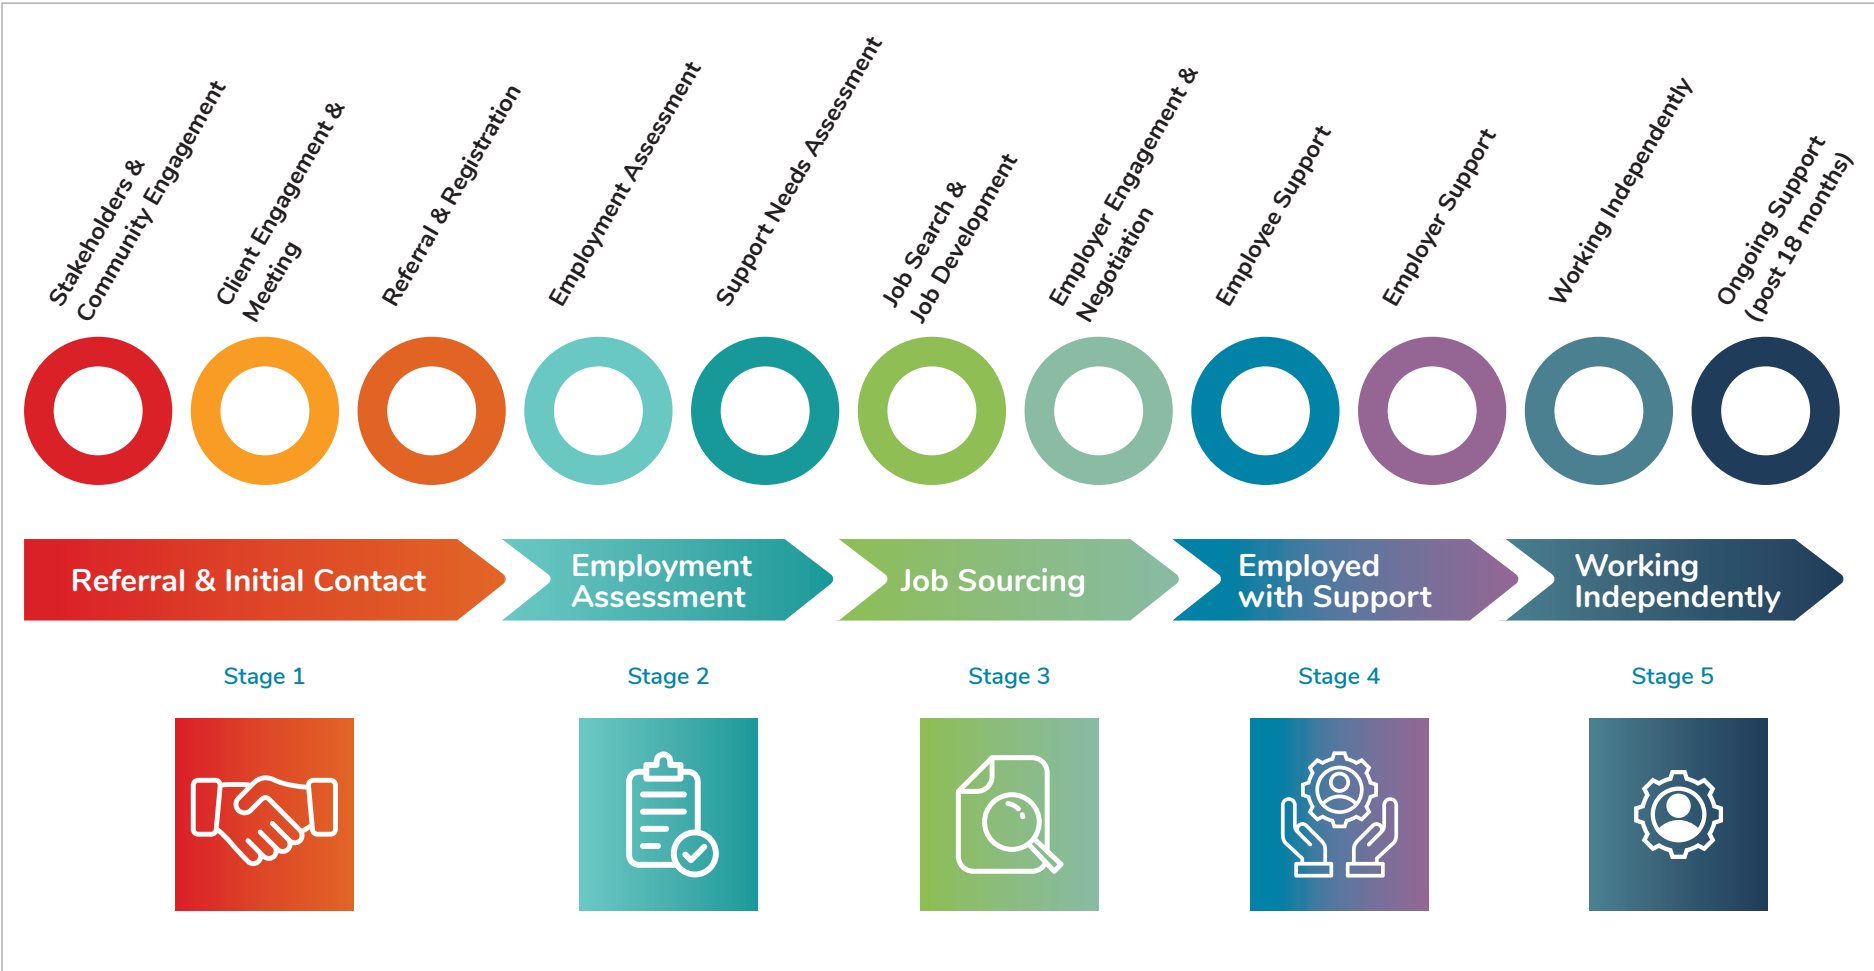 Stakeholders &
Community Engagement
Client Engagement &
Meeting
Referral & Registration
Employment Assessment
Support Needs Assessment
Job Search &
Job Development
Employer Engagement &
Negotiation
Employee Support
Employer Support
Working Independently
Ongoing Support
(post 18 months)
Referral & Initial Contact
Employment
Assessment
Job Sourcing
Employed
with Support
Working
Independently
Stage 1
Stage 2
Stage 3
Stage 4
Stage 5